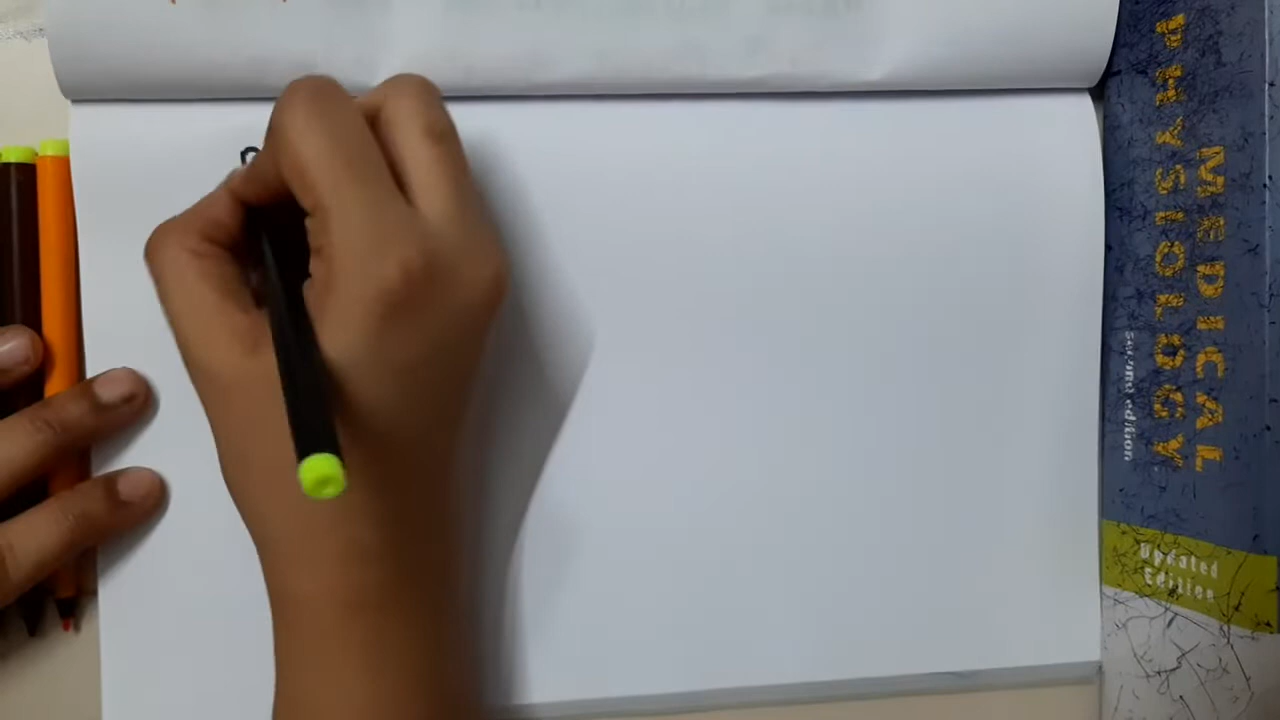 MEDICAL
PHYSIOLOGY
second edition
Updated
Edition